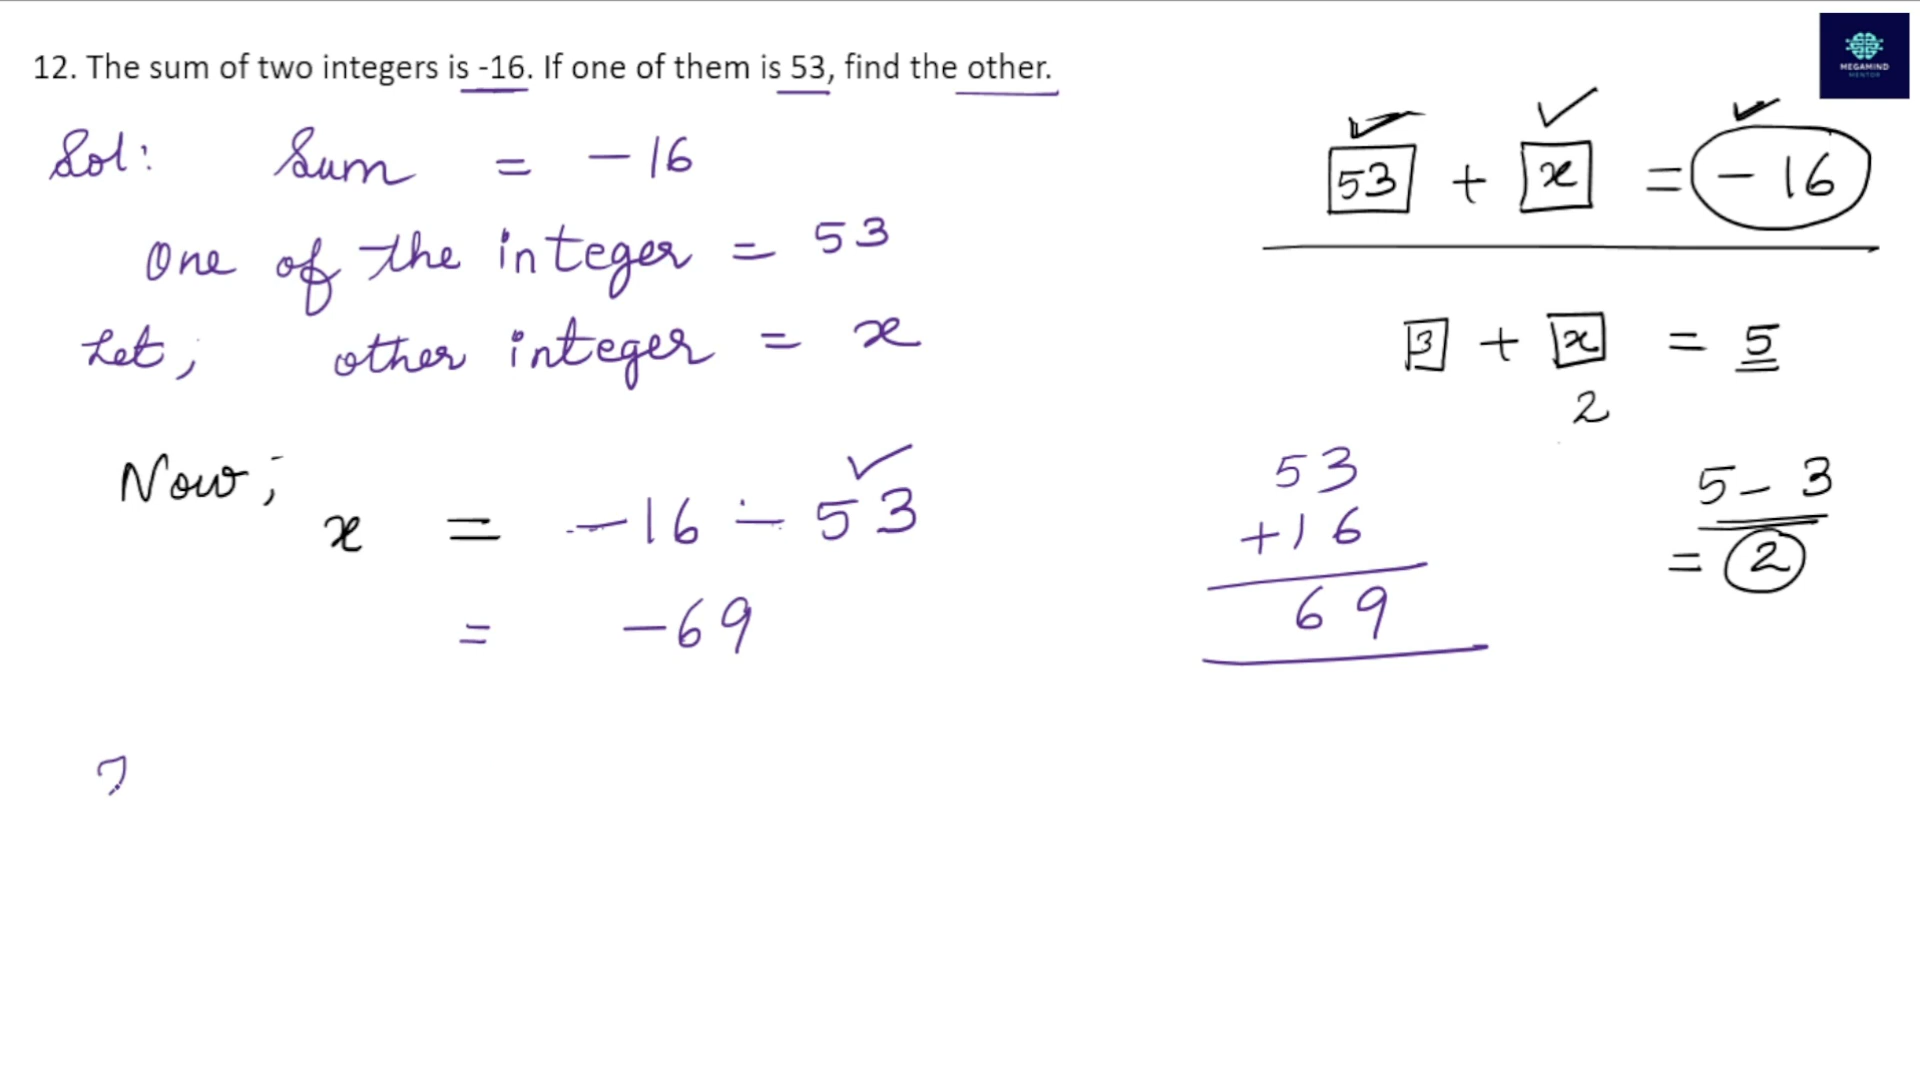 12. The sum of two integers is -16. If one of them is 53, find the other.
MEGAMIND
MENTOR
Sol: Sum = -16
One of the integer = 53
Let, other integer = x
Now; x = -16 - 53
= -69
53 + x = -16
3 + x = 5
2
53
+16
69
5-3
= 2